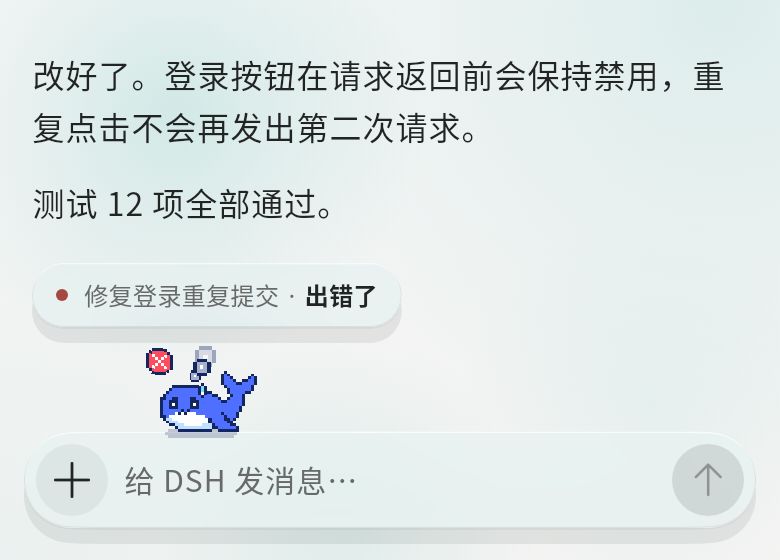 改好了。登录按钮在请求返回前会保持禁用，重
复点击不会再发出第二次请求。
测试 12 项全部通过。
修复登录重复提交 · 出错了
给 DSH 发消息…